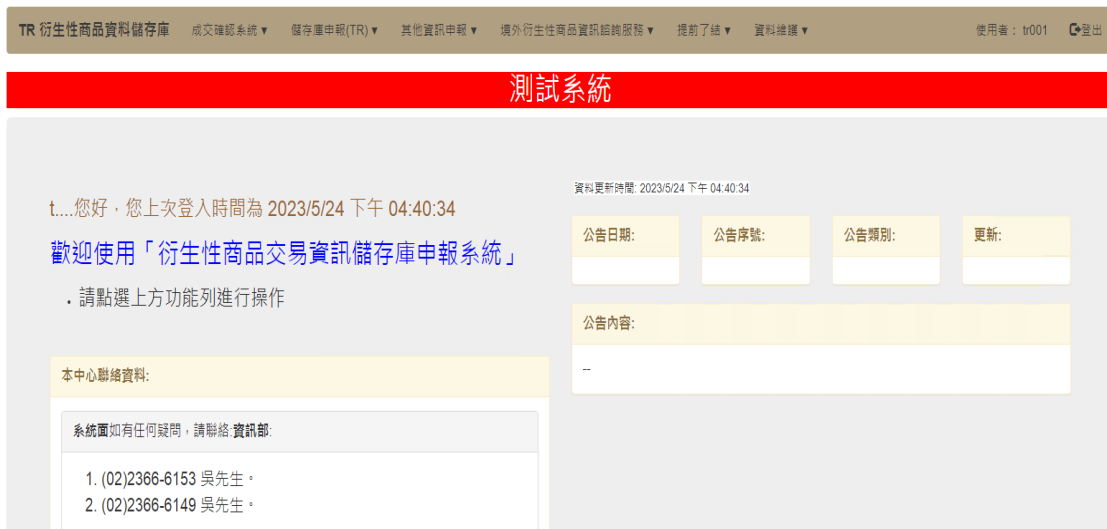 TR 衍生性商品資料儲存庫 成交確認系統▼ 儲存庫申報(TR)▼ 其他資訊申報▼ 境外衍生性商品資訊諮詢服務▼ 提前了結▼ 資料維護▼ 使用者： tr001 登出
測試系統
資料更新時間: 2023/5/24 下午 04:40:34
t....您好，您上次登入時間為 2023/5/24 下午 04:40:34
歡迎使用「衍生性商品交易資訊儲存庫申報系統」
• 請點選上方功能列進行操作
公告日期: 公告序號: 公告類別: 更新:
公告內容:
--
本中心聯絡資料:
系統面如有任何疑問，請聯絡:資訊部:
1. (02)2366-6153 吳先生。
2. (02)2366-6149 吳先生。